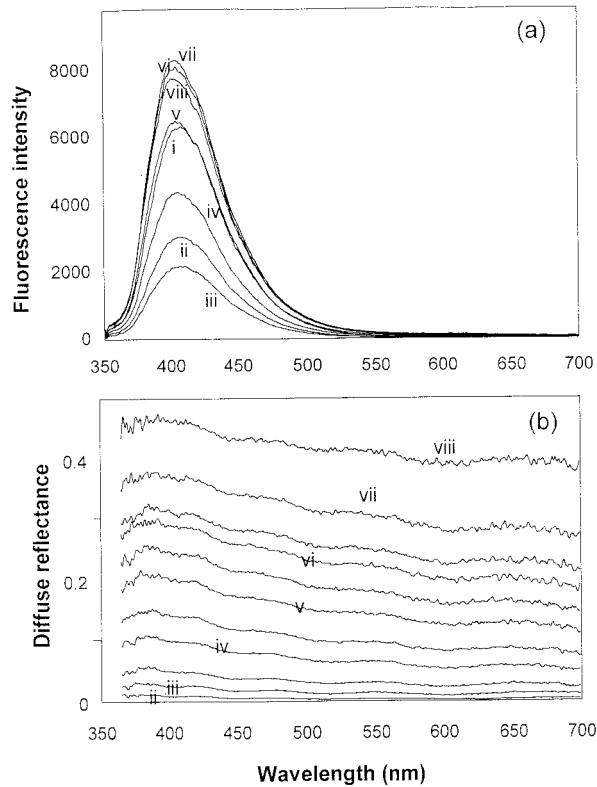 (a)
8000
6000
4000
2000
0
Fluorescence intensity
vi
vii
viii
v
i
iv
ii
iii
350
400
450
500
550
600
650
700
(b)
0.4
0.2
0
Diffuse reflectance
viii
vii
vi
v
iv
iii
ii
350
400
450
500
550
600
650
700
Wavelength (nm)